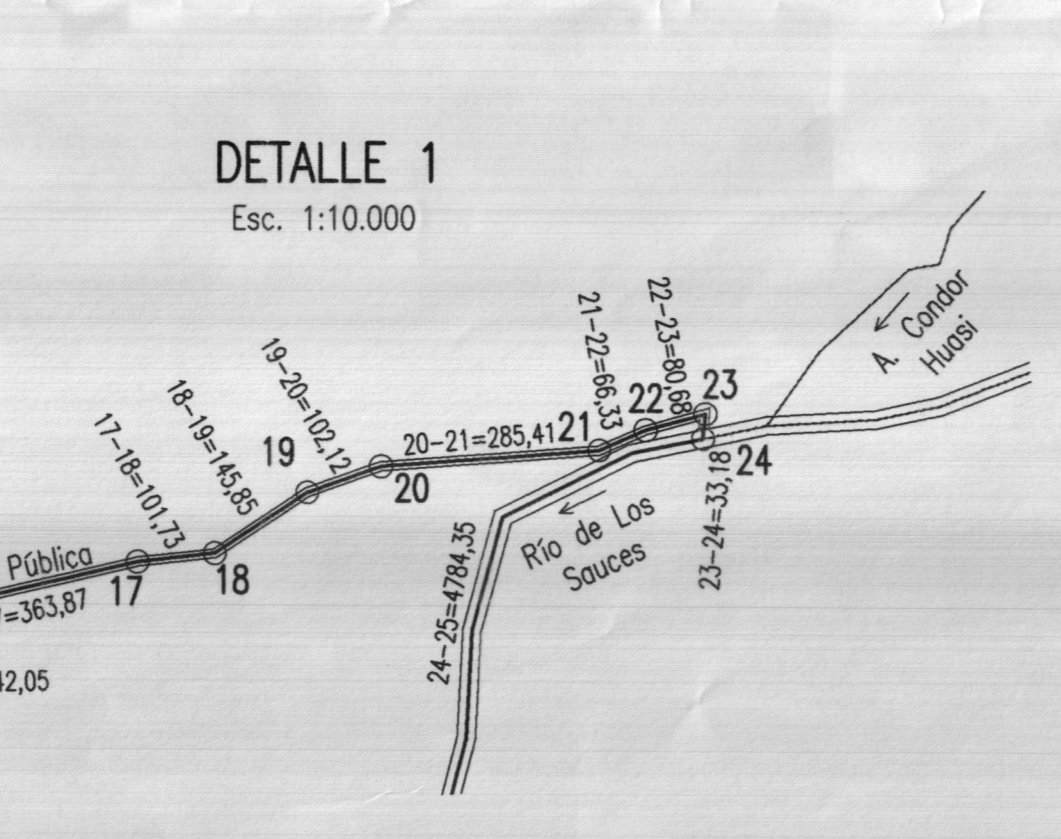 DETALLE 1
Esc. 1:10.000
A. Condor
Huasi
22-23=80,68
21-22=66,33
23
22
19-20=102,12
18-19=145,85
17-18=101,73
19
20-21=285,41
21
20
24
Río de Los
Sauces
23-24=33,18
24-25=4784,35
Pública
17
18
=363,87
42,05